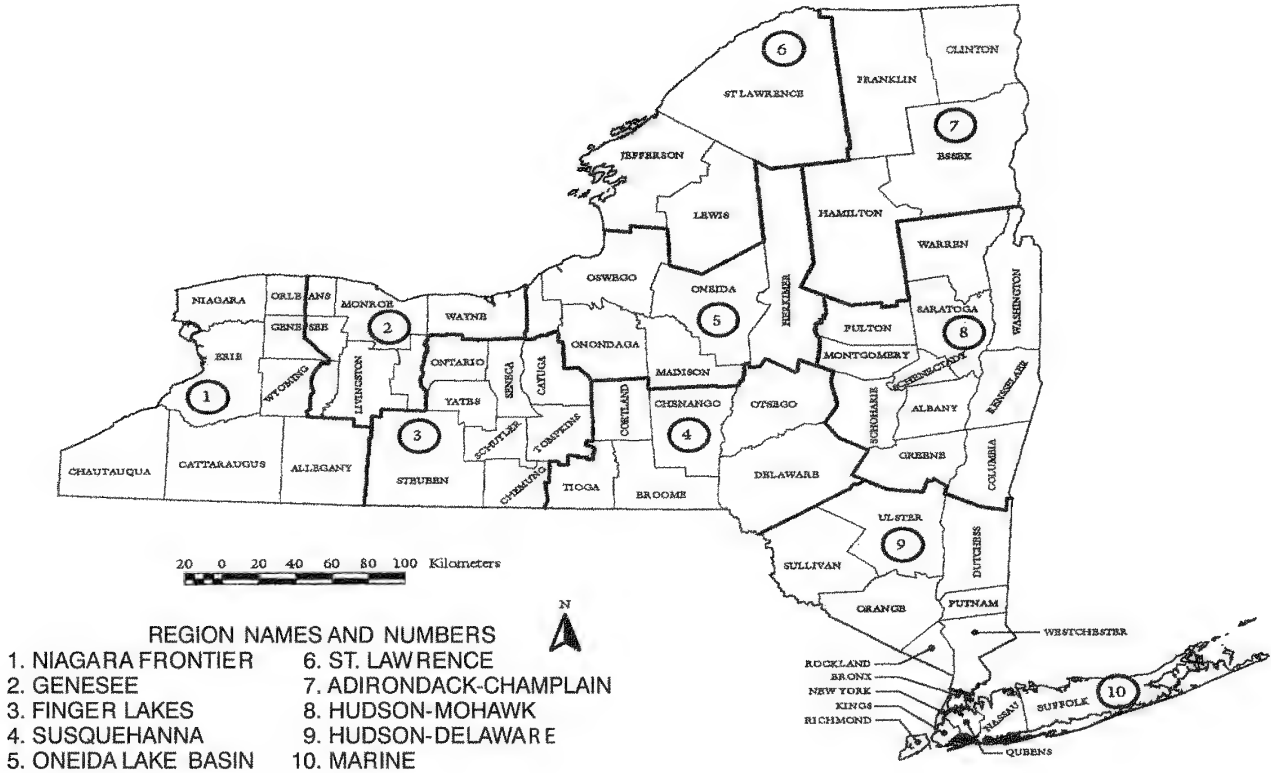 6
CLINTON
FRANKLIN
ST LAWRENCE
7
ESSEX
JEFFERSON
LEWIS
HAMILTON
WARREN
WASHINGTON
OSWEGO
ONEIDA
HERKIMER
NIAGARA
ORLEANS
MONROE
2
WAYNE
5
SARATOGA
8
GENESEE
FULTON
ERIE
ONTARIO
SENECA
CAYUGA
ONONDAGA
MADISON
MONTGOMERY
SCHENECTADY
WYOMING
LIVINGSTON
YATES
1
3
CORTLAND
CHENANGO
4
OTSEGO
SCHOHARIE
ALBANY
RENSSELAER
SCHUYLER
TOMPKINS
GREENE
COLUMBIA
CHAUTAUQUA
CATTARAUGUS
ALLEGANY
STEUBEN
CHEMUNG
TIOGA
BROOME
DELAWARE
ULSTER
9
DUTCHESS
SULLIVAN
ORANGE
PUTNAM
WESTCHESTER
ROCKLAND
BRONX
NEW YORK
KINGS
RICHMOND
NASSAU
SUFFOLK
10
QUEENS
20 0 20 40 60 80 100 Kilometers
N
REGION NAMES AND NUMBERS
1. NIAGARA FRONTIER 6. ST. LAWRENCE
2. GENESEE 7. ADIRONDACK-CHAMPLAIN
3. FINGER LAKES 8. HUDSON-MOHAWK
4. SUSQUEHANNA 9. HUDSON-DELAWARE
5. ONEIDA LAKE BASIN 10. MARINE